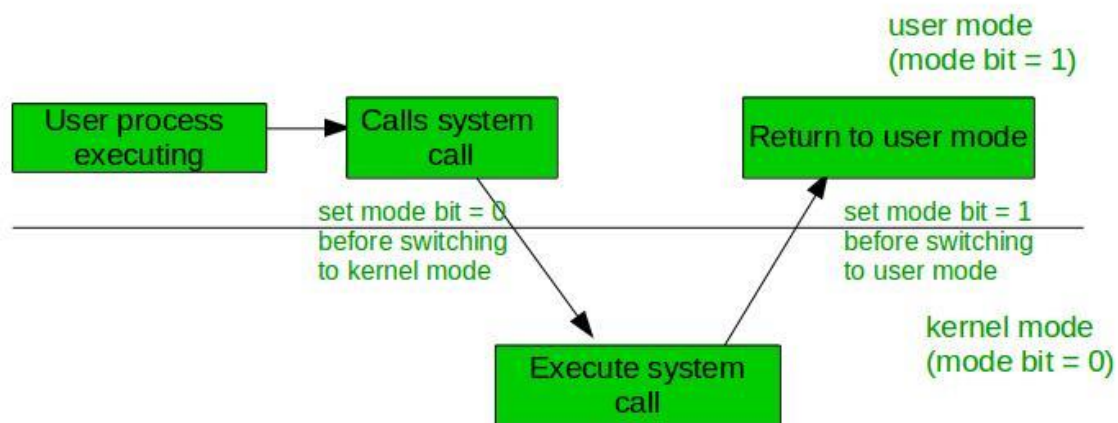 user mode
(mode bit = 1)
User process
executing
Calls system
call
Return to user mode
set mode bit = 0
before switching
to kernel mode
set mode bit = 1
before switching
to user mode
kernel mode
(mode bit = 0)
Execute system
call